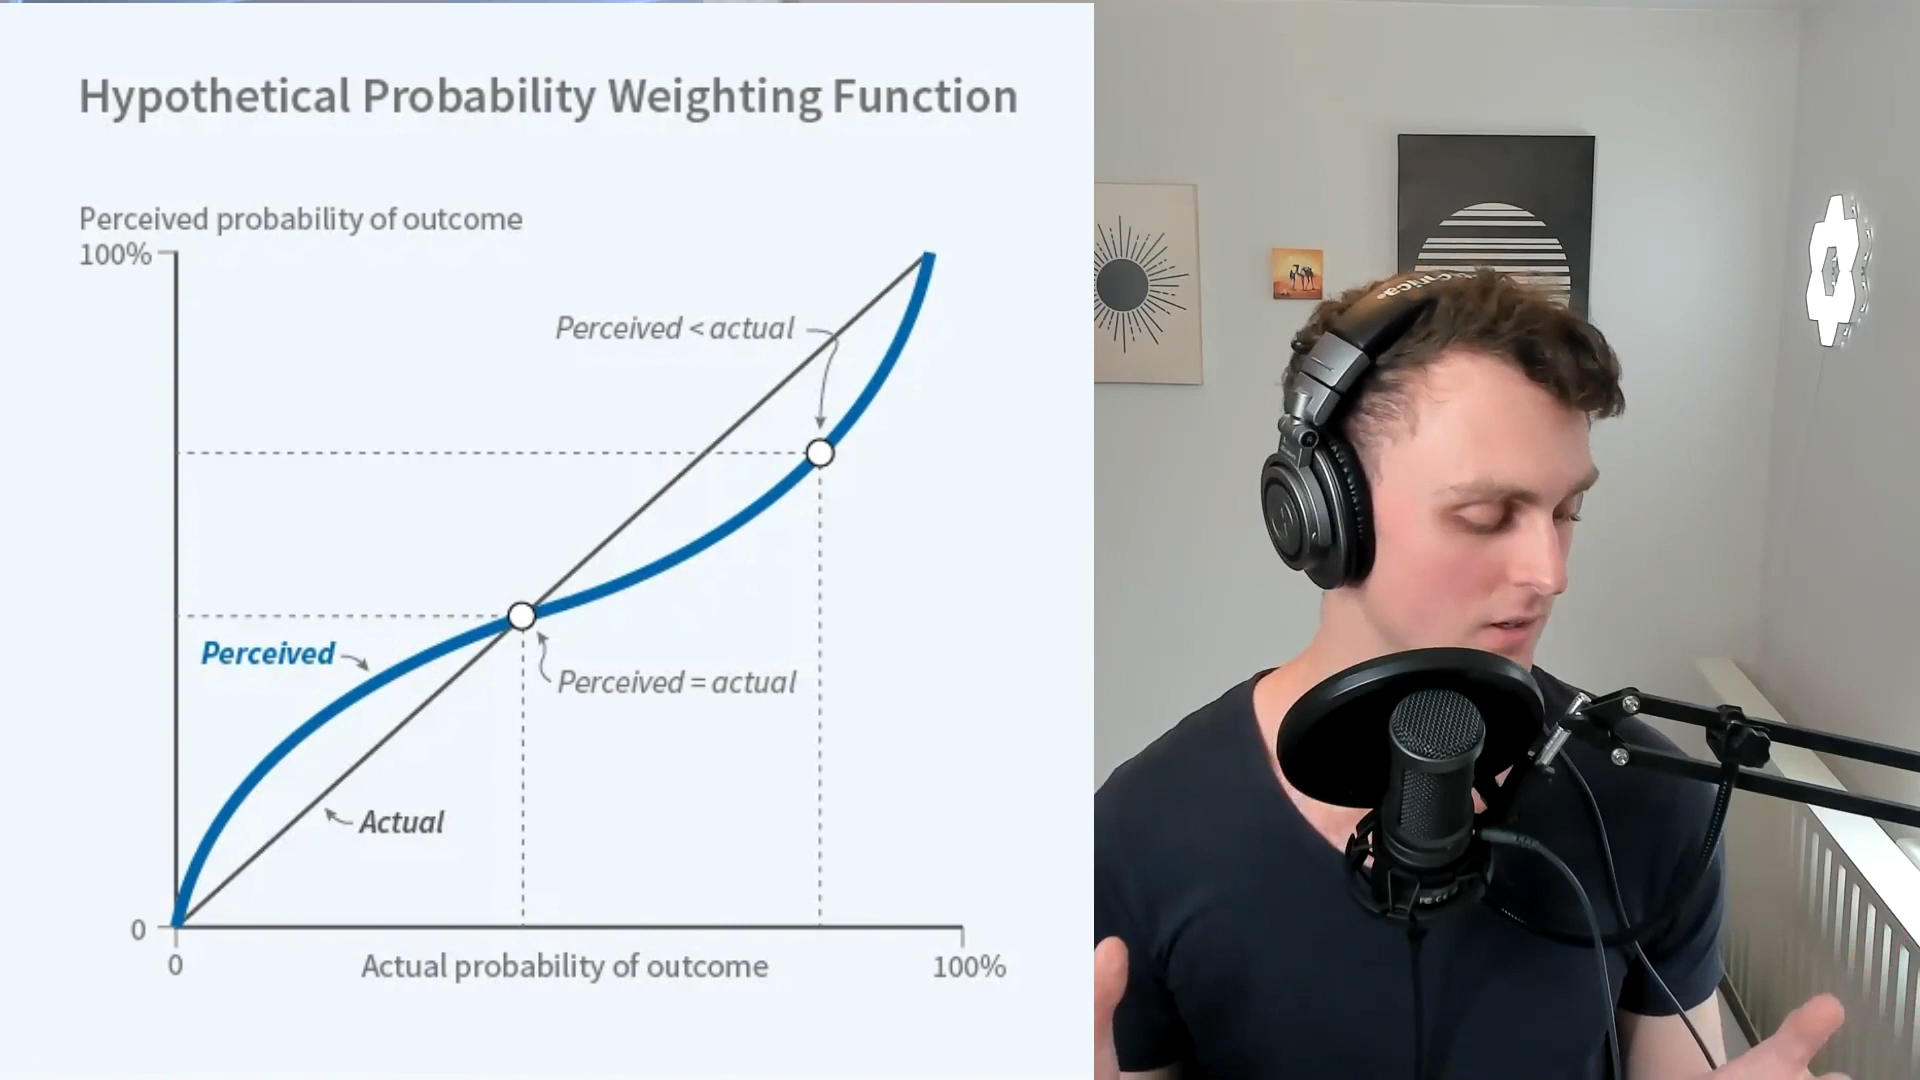 Hypothetical Probability Weighting Function
Perceived probability of outcome
100%
Perceived < actual
Perceived
Perceived = actual
Actual
0
0
Actual probability of outcome
100%